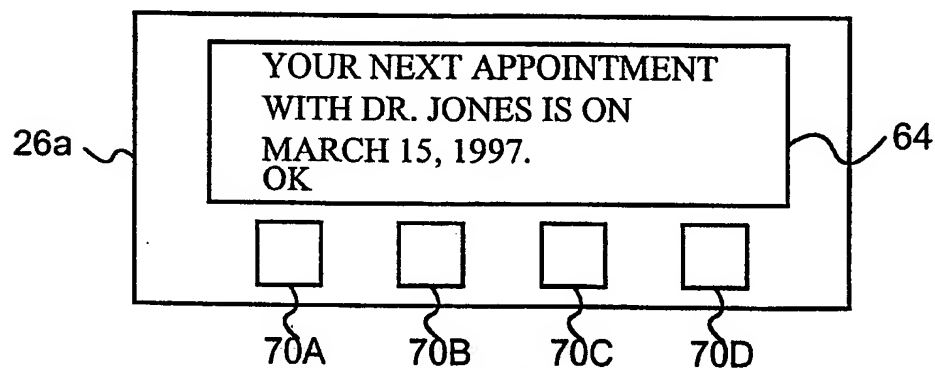 YOUR NEXT APPOINTMENT
WITH DR. JONES IS ON
MARCH 15, 1997.
OK
26a
64
70A 70B 70C 70D